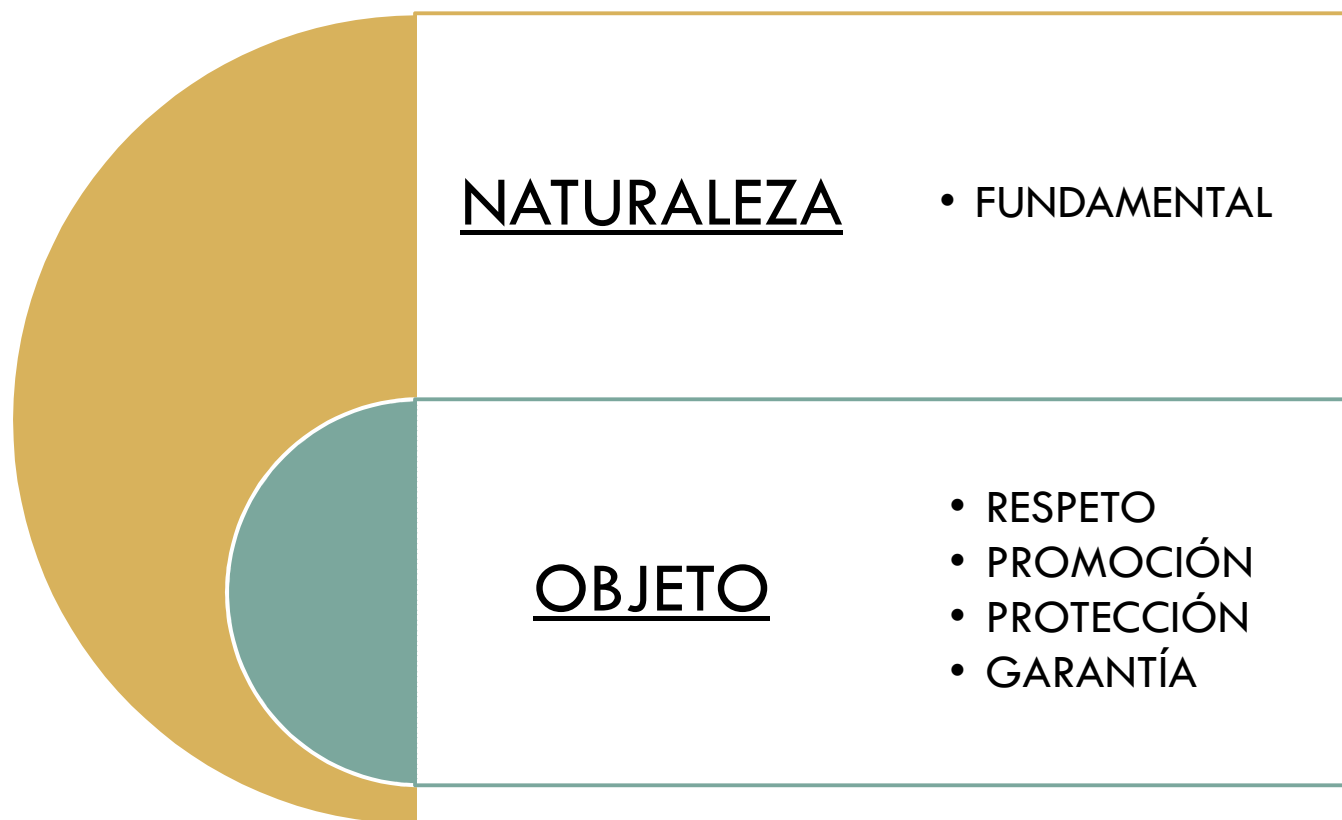 NATURALEZA
• FUNDAMENTAL
OBJETO
• RESPETO
• PROMOCIÓN
• PROTECCIÓN
• GARANTÍA